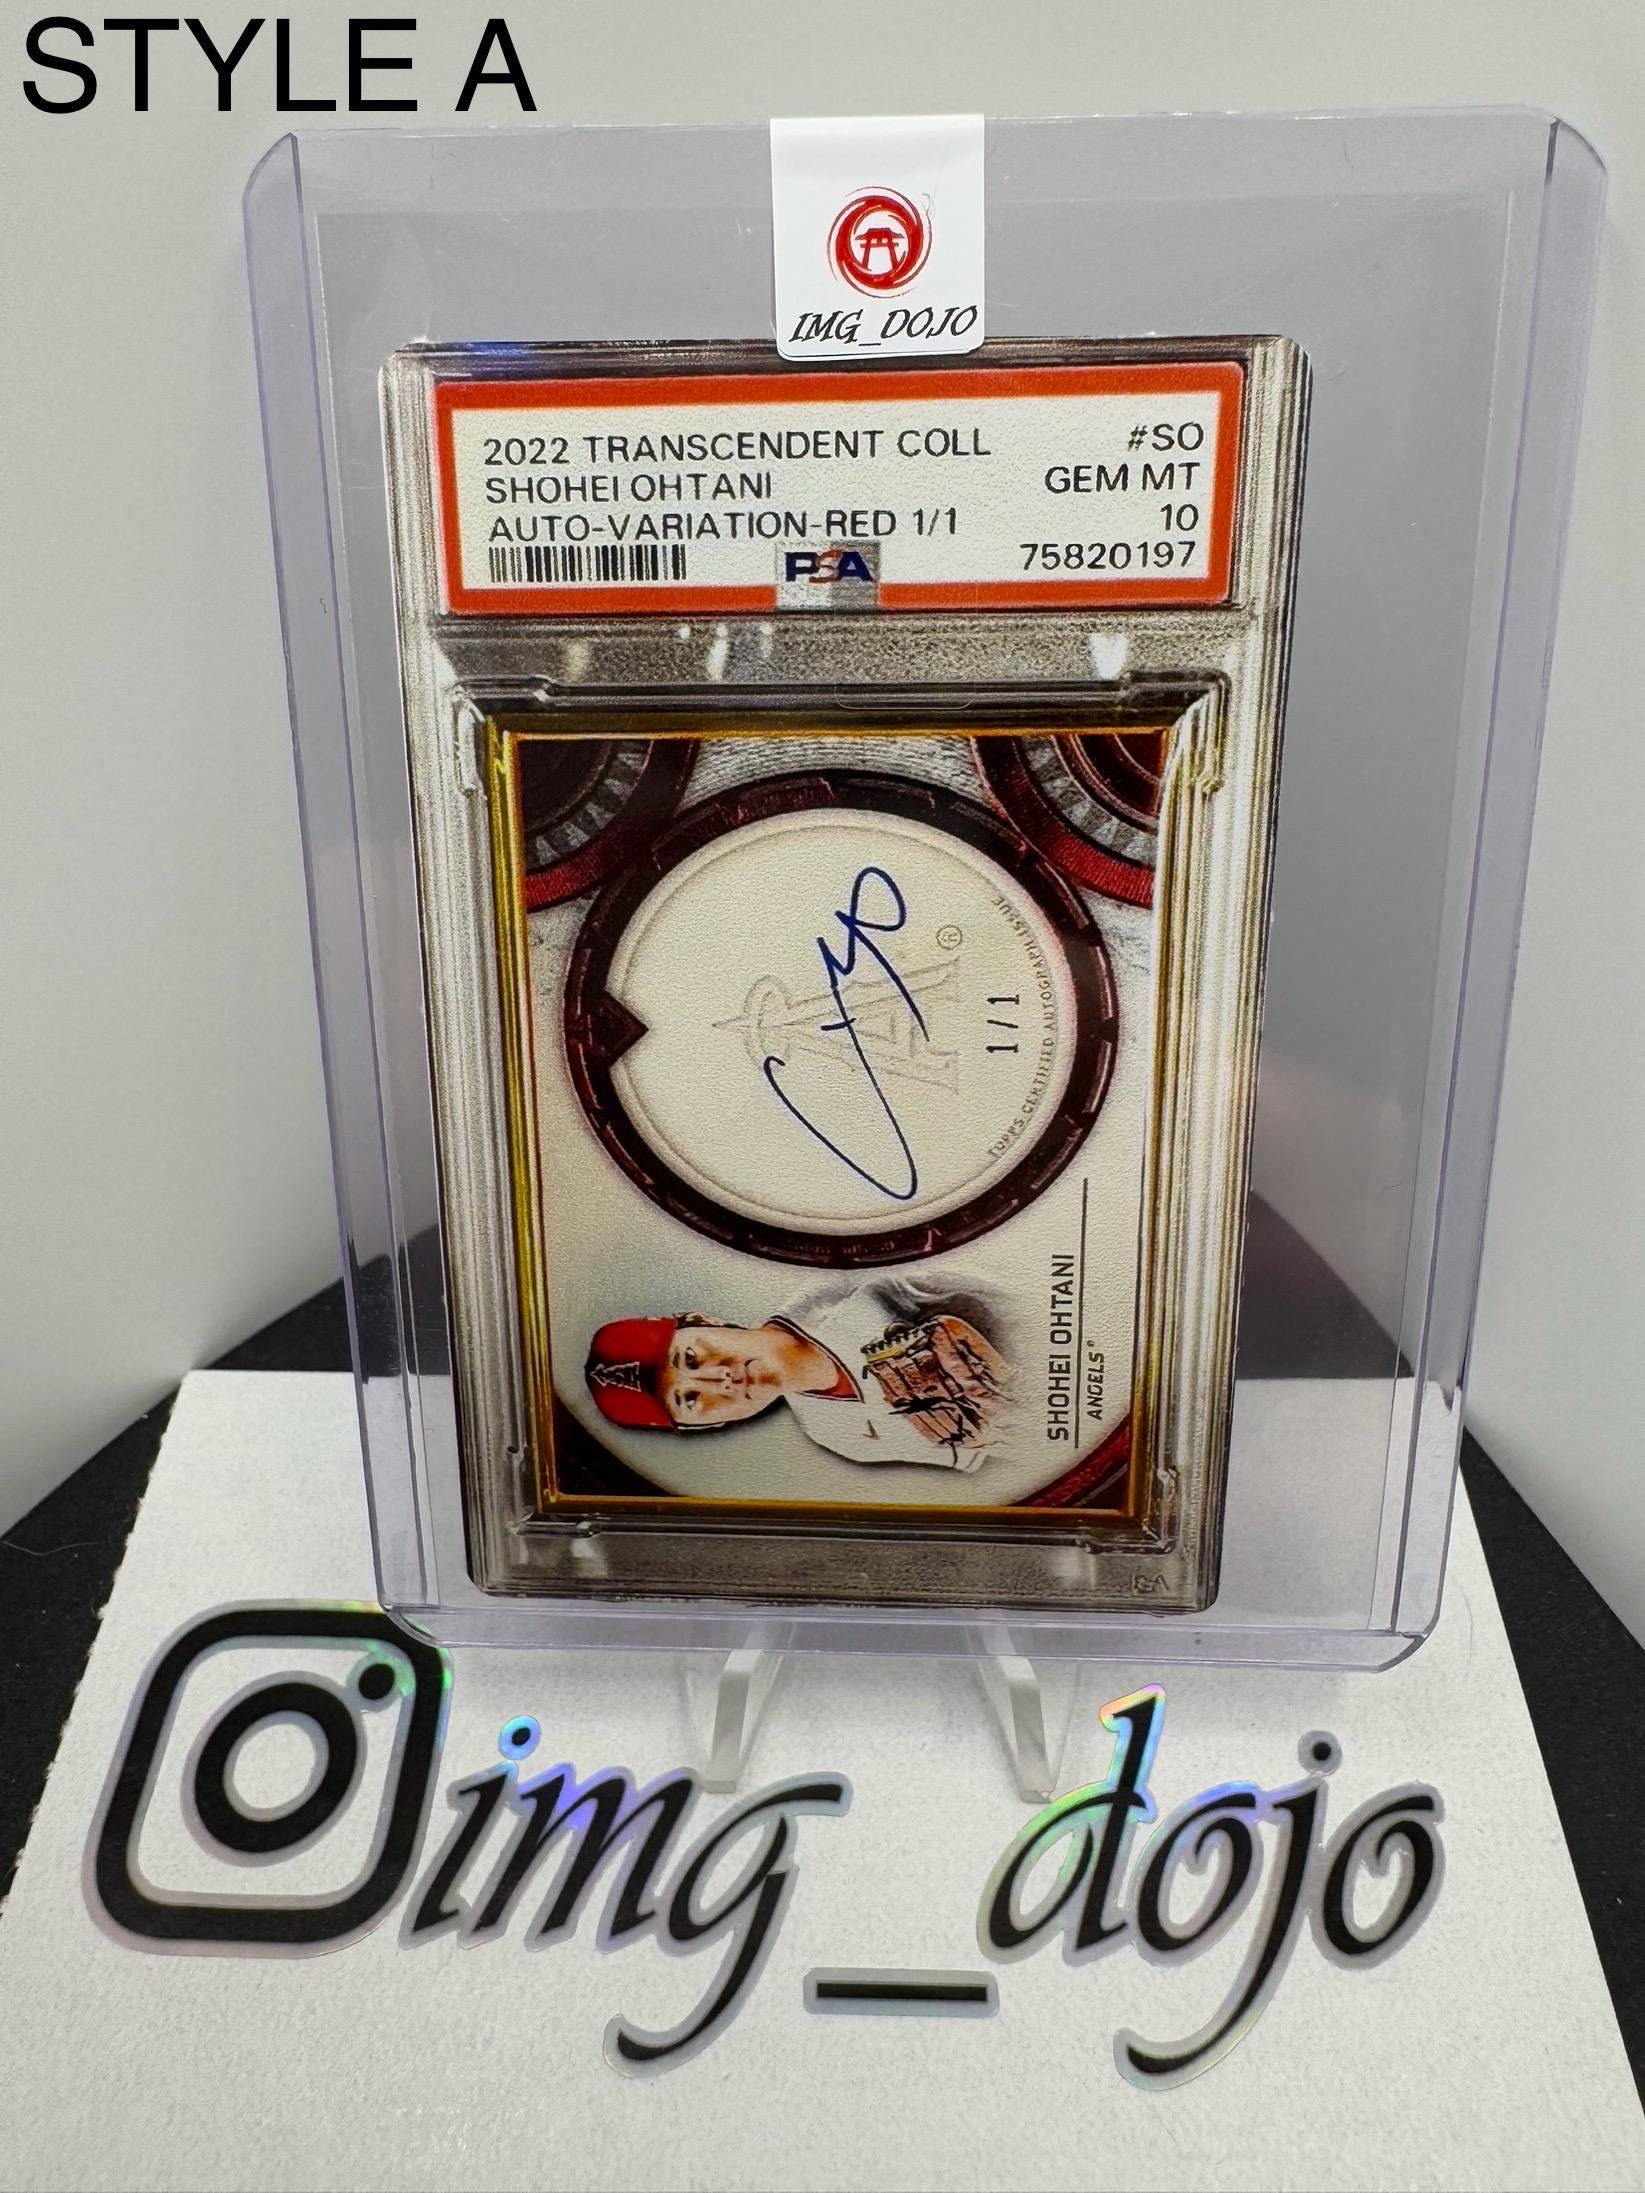 STYLE A
IMG_DOJO
2022 TRANSCENDENT COLL #SO
SHOHEI OHTANI GEM MT
AUTO-VARIATION-RED 1/1 10
PSA 75820197
A
®
1/1
TOPPS CERTIFIED AUTOGRAPH ISSUE
SHOHEI OHTANI
ANGELS®
img_dojo